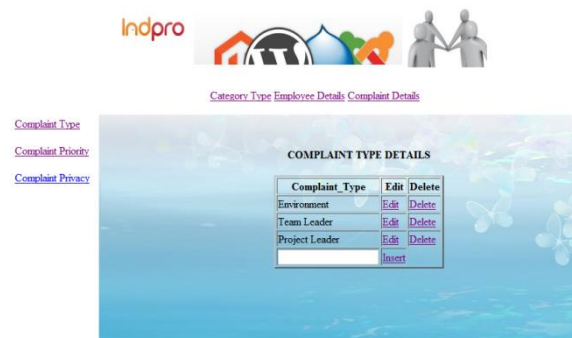 Indpro
Category Type Employee Details Complaint Details
Complaint Type
Complaint Priority
Complaint Privacy
COMPLAINT TYPE DETAILS
Complaint_Type Edit Delete
Environment Edit Delete
Team Leader Edit Delete
Project Leader Edit Delete
Insert